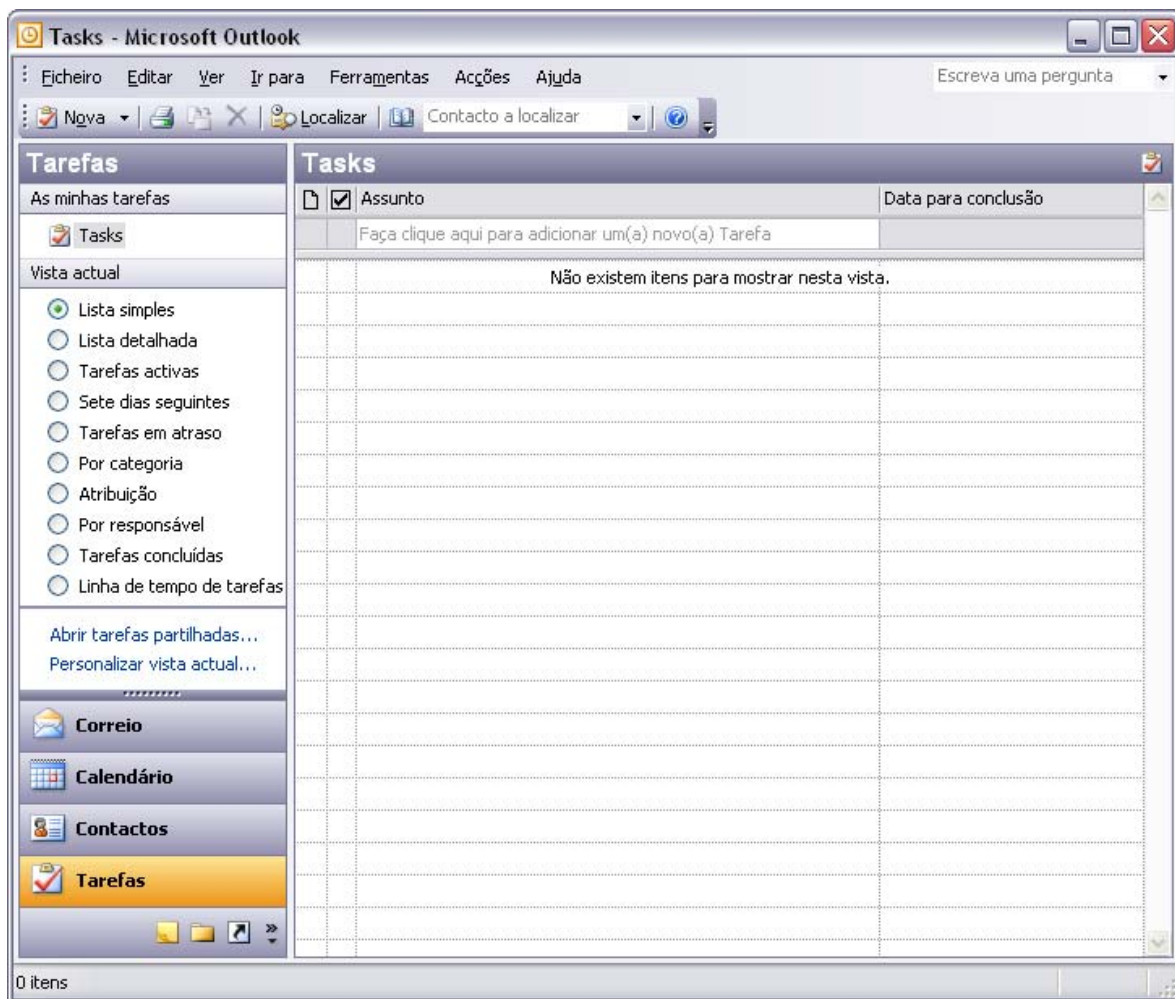 Tasks - Microsoft Outlook
Ficheiro Editar Ver Ir para Ferramentas Acções Ajuda Escreva uma pergunta
Nova Localizar Contacto a localizar
Tarefas
As minhas tarefas
Tasks
Vista actual
Lista simples
Lista detalhada
Tarefas activas
Sete dias seguintes
Tarefas em atraso
Por categoria
Atribuição
Por responsável
Tarefas concluídas
Linha de tempo de tarefas
Abrir tarefas partilhadas...
Personalizar vista actual...
Correio
Calendário
Contactos
Tarefas
Tasks
Assunto Data para conclusão
Faça clique aqui para adicionar um(a) novo(a) Tarefa
Não existem itens para mostrar nesta vista.
0 itens